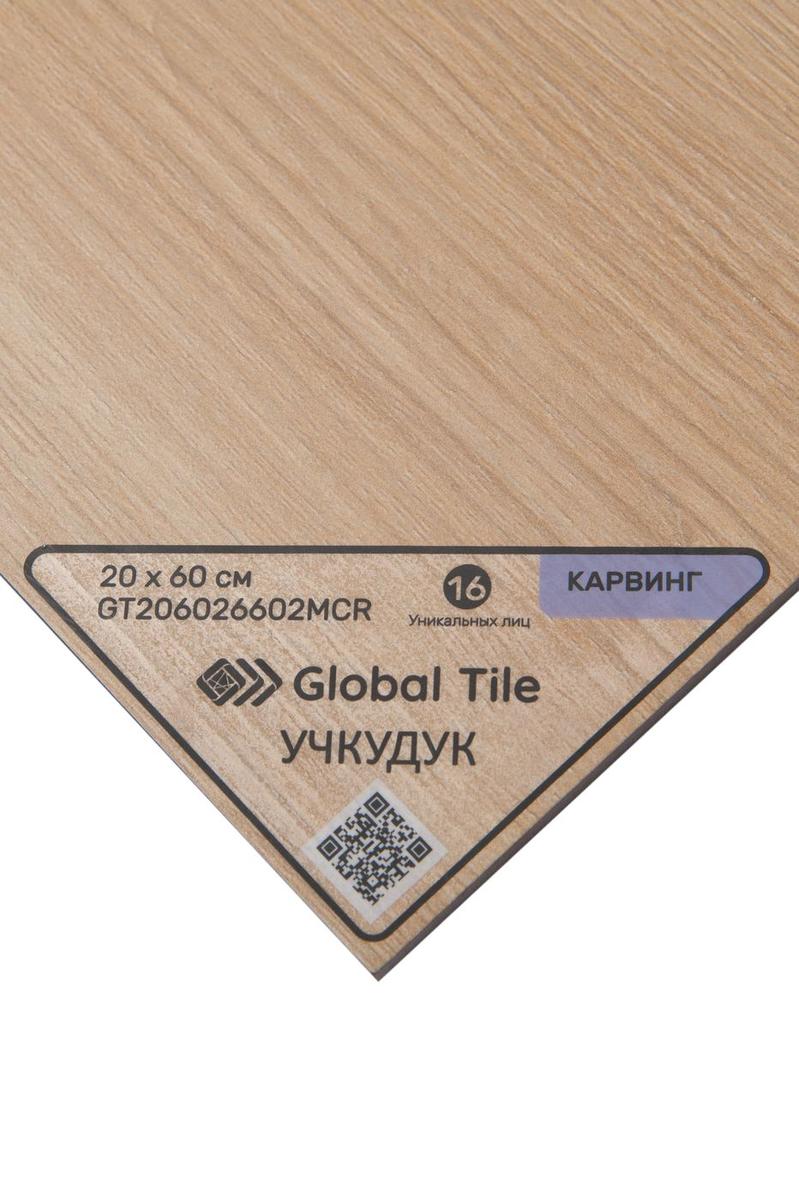 20 x 60 см
GT206026602MCR
16
Уникальных лиц
КАРВИНГ
Global Tile
УЧКУДУК